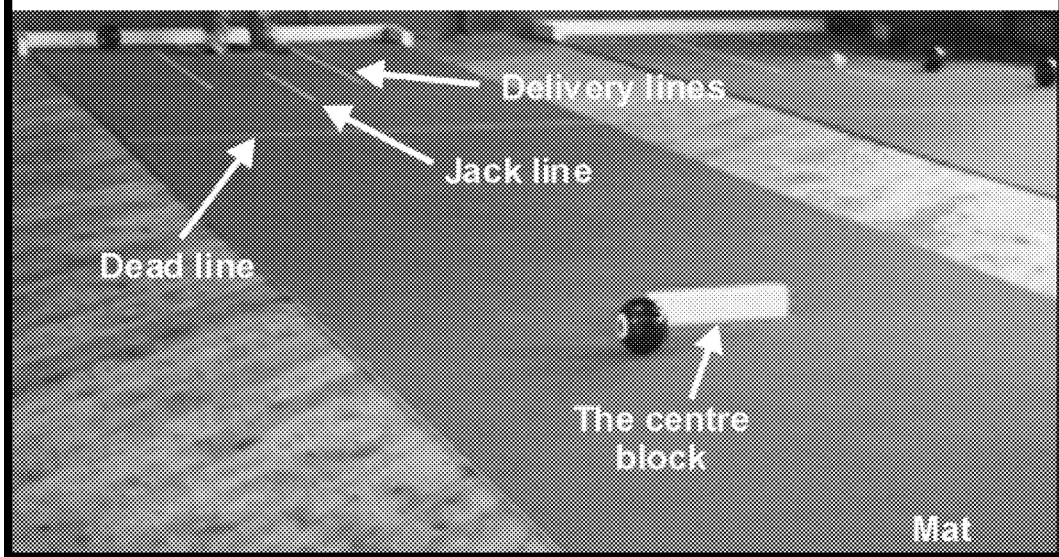 Delivery lines
Jack line
Dead line
The centre
block
Mat